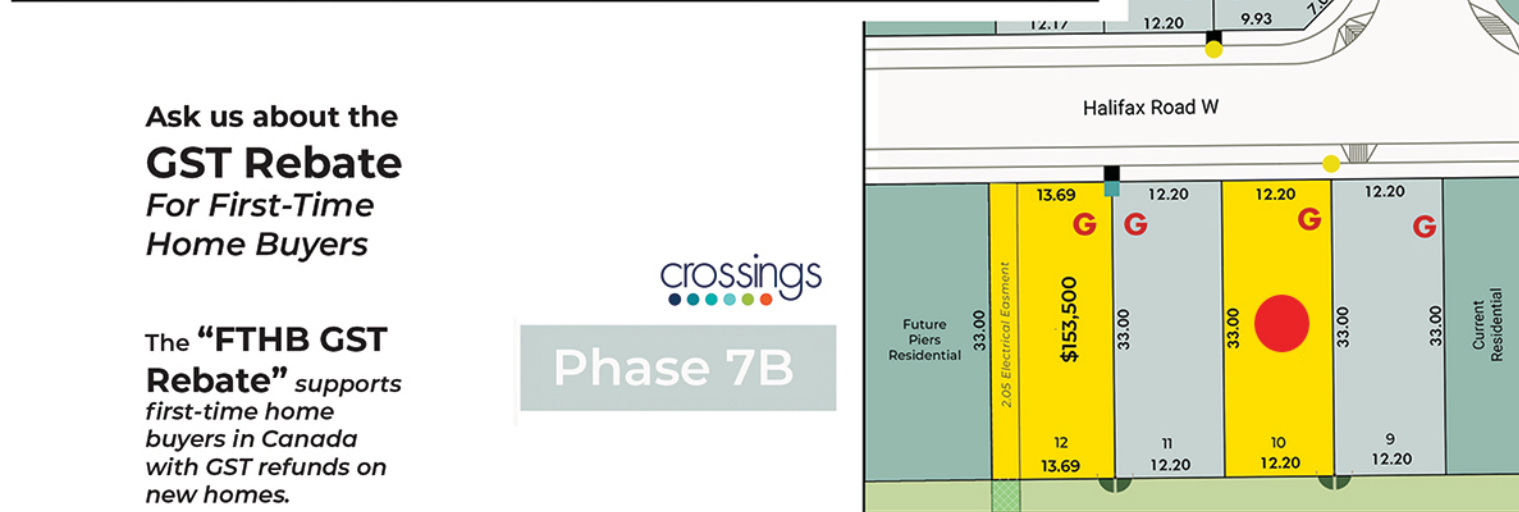 Ask us about the
GST Rebate
For First-Time
Home Buyers
The “FTHB GST
Rebate” supports
first-time home
buyers in Canada
with GST refunds on
new homes.
crossings
Phase 7B
12.17
12.20
9.93
Halifax Road W
13.69
12.20
12.20
12.20
G
G
G
G
Future
Piers
Residential
33.00
2.05 Electrical Easment
$153,500
33.00
33.00
33.00
33.00
Current
Residential
12
11
10
9
13.69
12.20
12.20
12.20